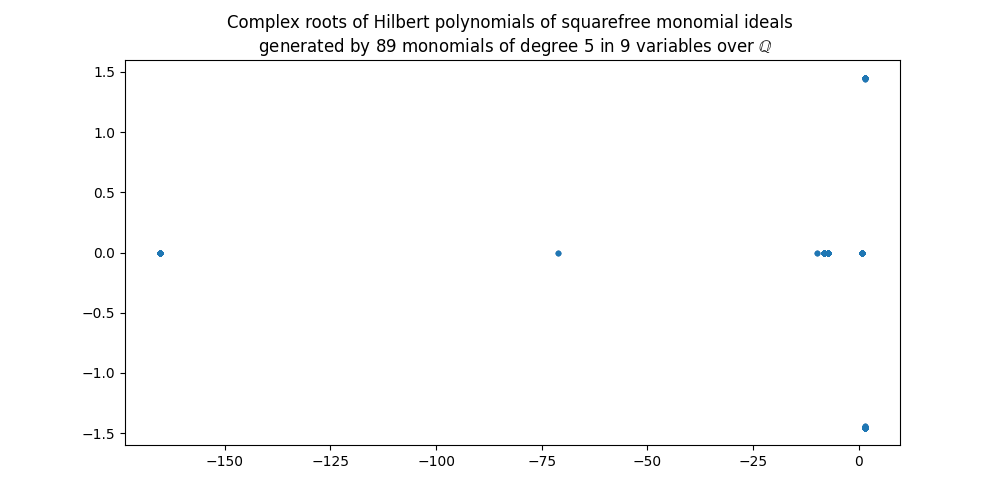 Complex roots of Hilbert polynomials of squarefree monomial ideals
generated by 89 monomials of degree 5 in 9 variables over ℚ
1.5
1.0
0.5
0.0
−0.5
−1.0
−1.5
−150 −125 −100 −75 −50 −25 0